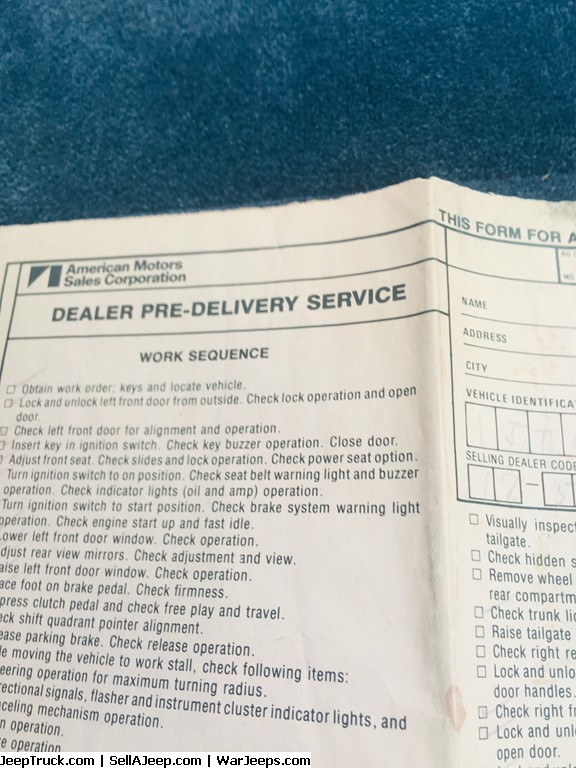 American Motors
Sales Corporation
DEALER PRE-DELIVERY SERVICE
WORK SEQUENCE
☐ Obtain work order, keys and locate vehicle.
☐ Lock and unlock left front door from outside. Check lock operation and open
door.
☐ Check left front door for alignment and operation.
☐ Insert key in ignition switch. Check key buzzer operation. Close door.
Adjust front seat. Check slides and lock operation. Check power seat option.
Turn ignition switch to on position. Check seat belt warning light and buzzer
operation. Check indicator lights (oil and amp) operation.
Turn ignition switch to start position. Check brake system warning light
operation. Check engine start up and fast idle.
ower left front door window. Check operation.
djust rear view mirrors. Check adjustment and view.
aise left front door window. Check operation.
ace foot on brake pedal. Check firmness.
press clutch pedal and check free play and travel.
eck shift quadrant pointer alignment.
ease parking brake. Check release operation.
le moving the vehicle to work stall, check following items:
eering operation for maximum turning radius.
rectional signals, flasher and instrument cluster indicator lights, and
nceling mechanism operation.
n operation.
re operation
THIS FORM FOR A
NAME
ADDRESS
CITY
VEHICLE IDENTIFICA
J T
SELLING DEALER CODE
☐ Visually inspect
tailgate.
☐ Check hidden s
☐ Remove wheel
rear compartm
☐ Check trunk li
☐ Raise tailgate
☐ Check right re
☐ Lock and unlo
door handles.
☐ Check right f
☐ Lock and unl
open door.
JeepTruck.com | SellAJeep.com | WarJeeps.com